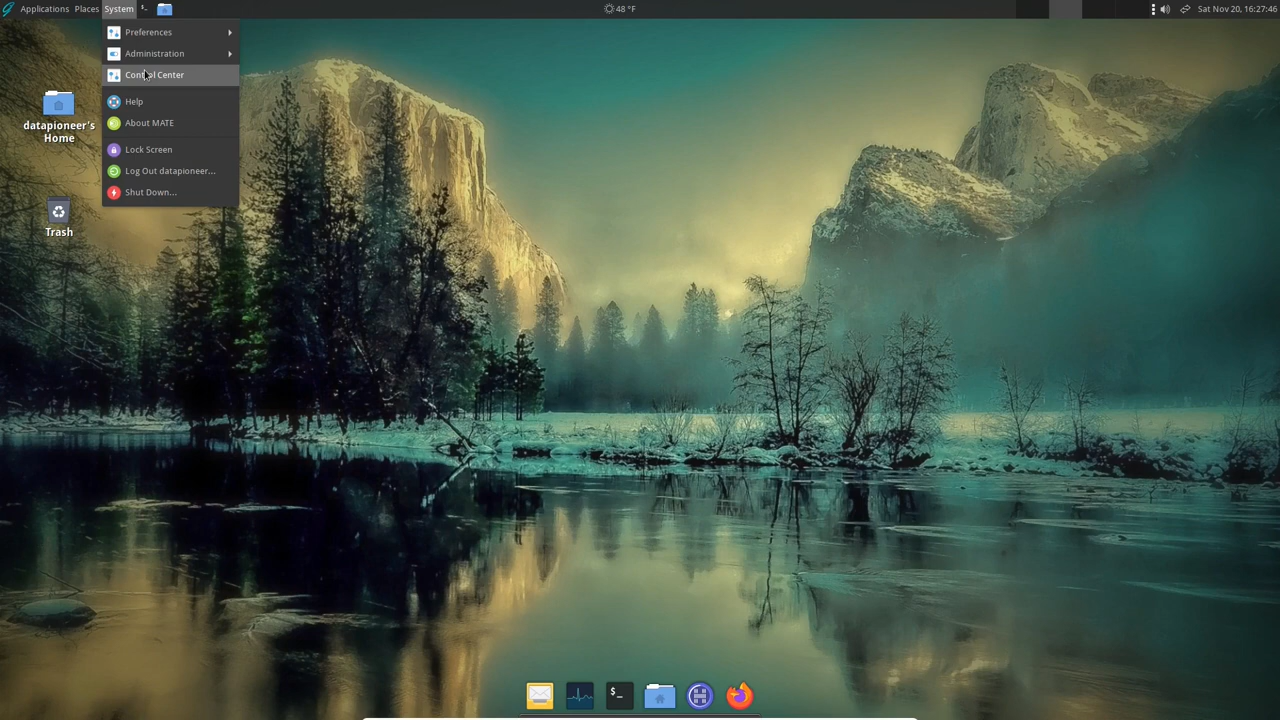 Applications Places System
48 °F
Sat Nov 20, 16:27:46
Preferences
Administration
Control Center
Help
About MATE
Lock Screen
Log Out datapioneer...
Shut Down...
datapioneer's
Home
Trash
$_